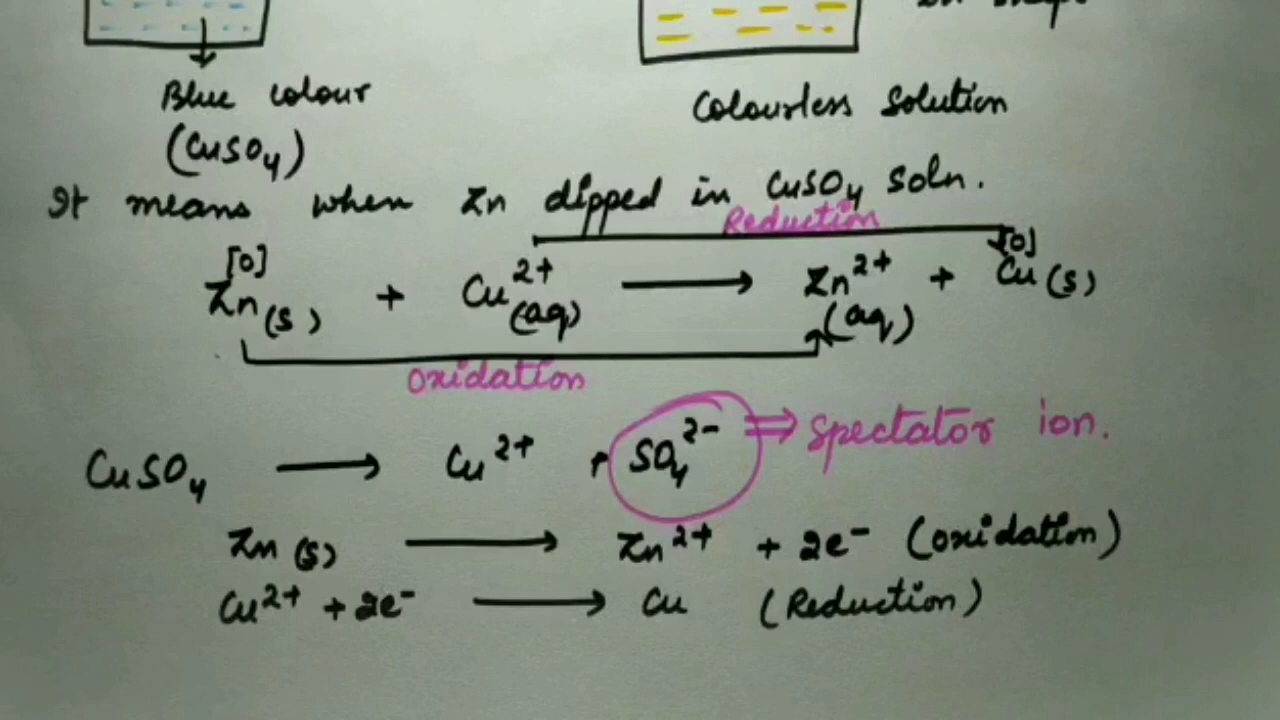 Blue colour
(CuSO₄)
Colourless solution
It means when Zn dipped in CuSO₄ soln.
Reduction
[0] [0]
Zn(s) + Cu²⁺(aq) ⟶ Zn²⁺(aq) + Cu(s)
oxidation
CuSO₄ ⟶ Cu²⁺ + SO₄²⁻ ⇒ spectator ion.
Zn(s) ⟶ Zn²⁺ + 2e⁻ (oxidation)
Cu²⁺ + 2e⁻ ⟶ Cu (Reduction)